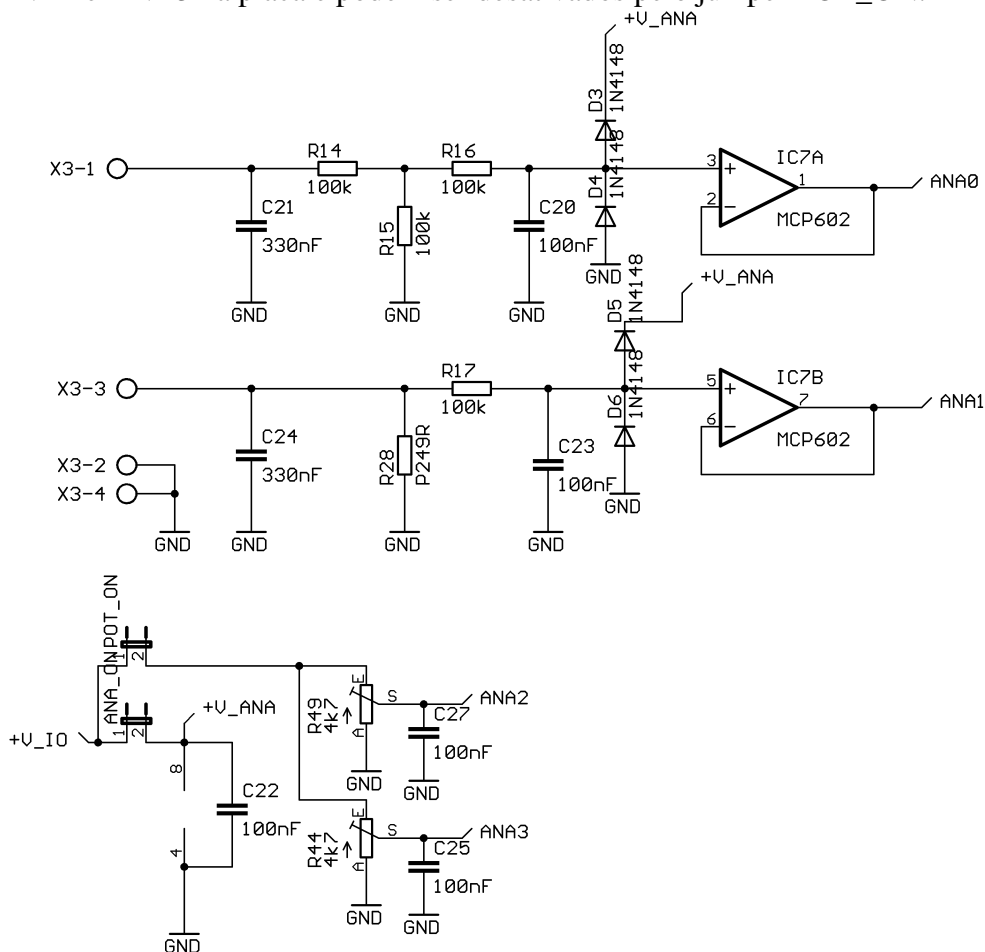 +V_ANA
D3
1N4148
X3-1
R14
100k
R16
100k
D4
1N4148
3
+
2
−
1
IC7A
MCP602
ANA0
C21
330nF
R15
100k
C20
100nF
GND
GND
GND
GND
+V_ANA
D5
1N4148
X3-3
R17
100k
D6
1N4148
5
+
6
−
7
IC7B
MCP602
ANA1
C24
330nF
R28
P249R
C23
100nF
X3-2
X3-4
GND
GND
GND
GND
GND
POT_ON
1
2
ANA_ON
1
2
+V_IO
+V_ANA
8
4
C22
100nF
GND
R49
4k7
E
S
A
ANA2
C27
100nF
GND
GND
R44
4k7
E
S
A
ANA3
C25
100nF
GND
GND